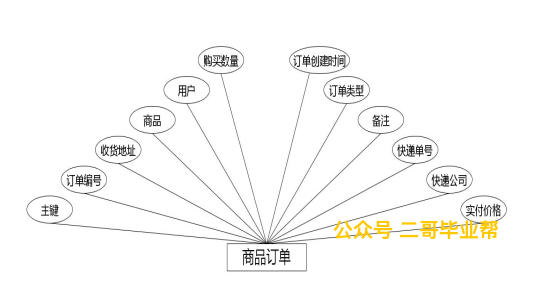 购买数量
订单创建时间
用户
订单类型
商品
备注
收货地址
快递单号
订单编号
快递公司
主键
实付价格
公众号 二哥毕业帮
商品订单